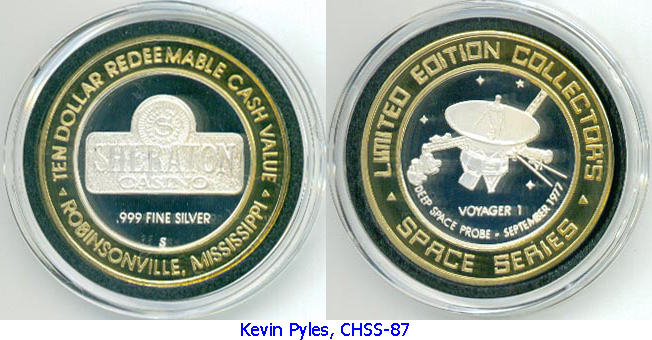 TEN DOLLAR REDEEMABLE CASH VALUE
S
SHERATON
CASINO
.999 FINE SILVER
S
ROBINSONVILLE, MISSISSIPPI
LIMITED EDITION COLLECTOR'S
VOYAGER 1
DEEP SPACE PROBE - SEPTEMBER 1977
SPACE SERIES
Kevin Pyles, CHSS-87